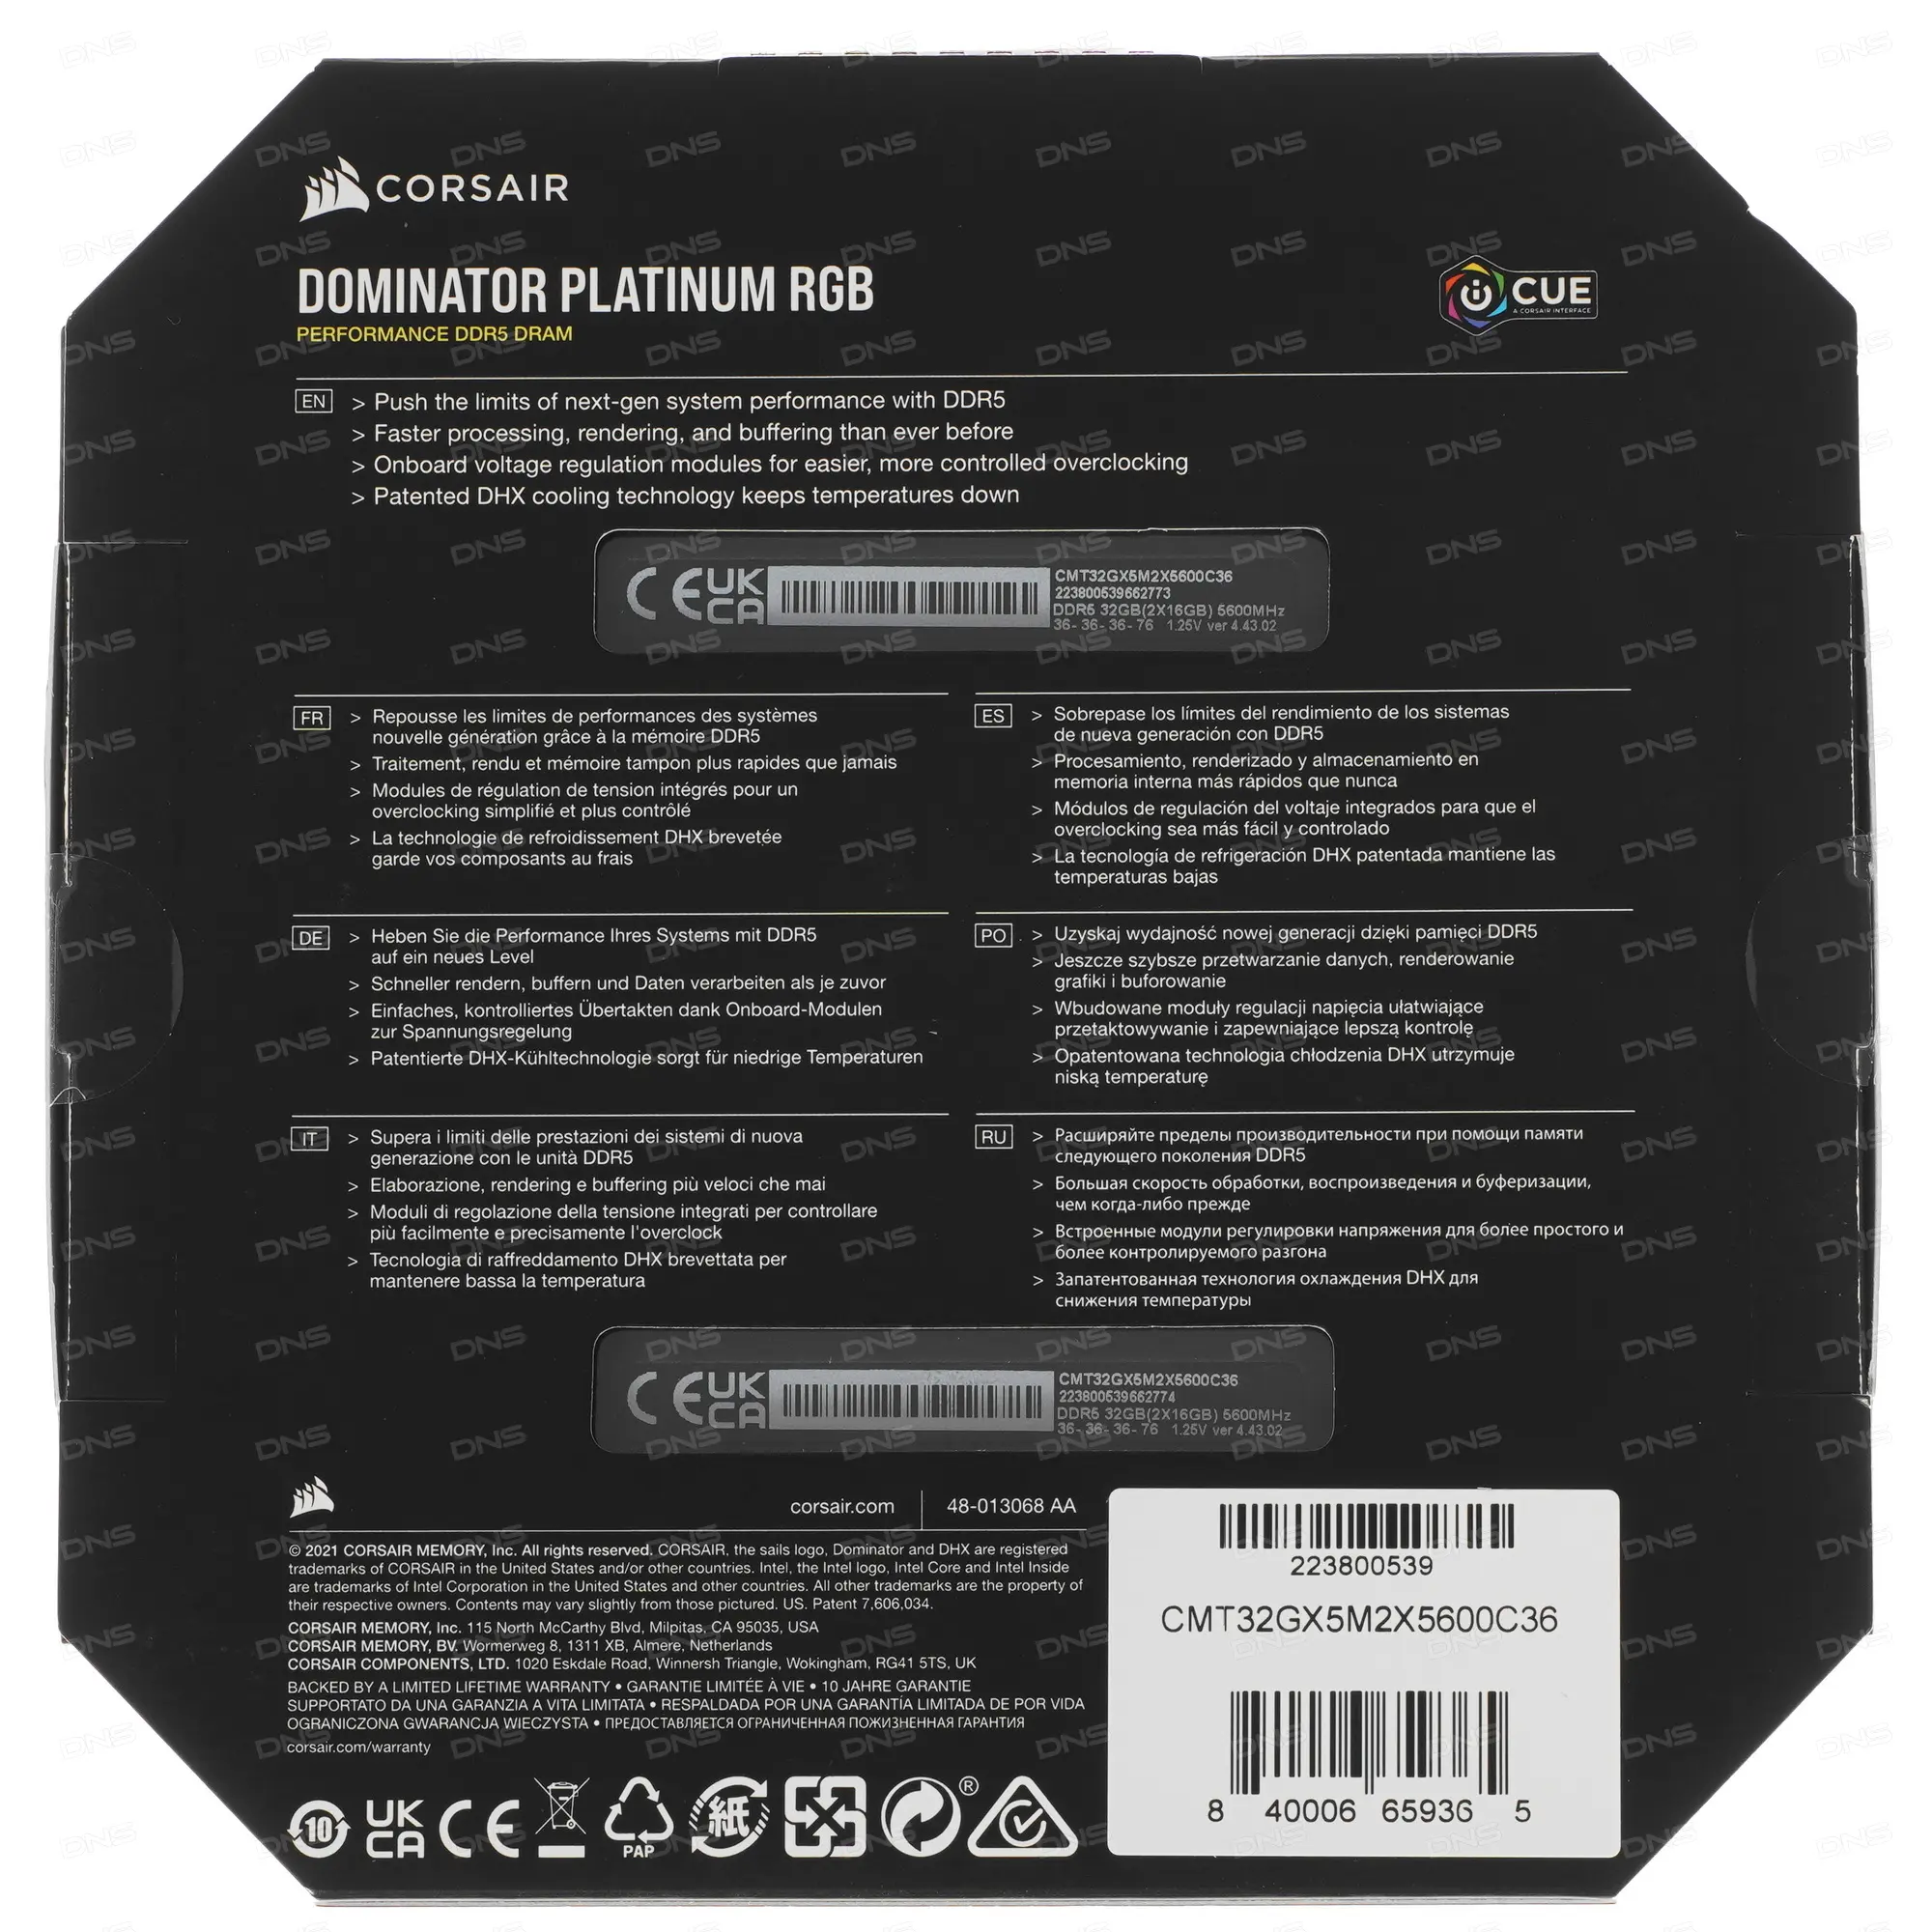 CORSAIR
DOMINATOR PLATINUM RGB
PERFORMANCE DDR5 DRAM
iCUE
A CORSAIR INTERFACE
EN
> Push the limits of next-gen system performance with DDR5
> Faster processing, rendering, and buffering than ever before
> Onboard voltage regulation modules for easier, more controlled overclocking
> Patented DHX cooling technology keeps temperatures down
CE UK CA
CMT32GX5M2X5600C36
223800539662773
DDR5 32GB(2X16GB) 5600MHz
36-36-36-76 1.25V ver 4.43.02
FR
> Repousse les limites de performances des systèmes
nouvelle génération grâce à la mémoire DDR5
> Traitement, rendu et mémoire tampon plus rapides que jamais
> Modules de régulation de tension intégrés pour un
overclocking simplifié et plus contrôlé
> La technologie de refroidissement DHX brevetée
garde vos composants au frais
ES
> Sobrepase los límites del rendimiento de los sistemas
de nueva generación con DDR5
> Procesamiento, renderizado y almacenamiento en
memoria interna más rápidos que nunca
> Módulos de regulación del voltaje integrados para que el
overclocking sea más fácil y controlado
> La tecnología de refrigeración DHX patentada mantiene las
temperaturas bajas
DE
> Heben Sie die Performance Ihres Systems mit DDR5
auf ein neues Level
> Schneller rendern, buffern und Daten verarbeiten als je zuvor
> Einfaches, kontrolliertes Übertakten dank Onboard-Modulen
zur Spannungsregelung
> Patentierte DHX-Kühltechnologie sorgt für niedrige Temperaturen
PO
> Uzyskaj wydajność nowej generacji dzięki pamięci DDR5
> Jeszcze szybsze przetwarzanie danych, renderowanie
grafiki i buforowanie
> Wbudowane moduły regulacji napięcia ułatwiające
przetaktowywanie i zapewniające lepszą kontrolę
> Opatentowana technologia chłodzenia DHX utrzymuje
niską temperaturę
IT
> Supera i limiti delle prestazioni dei sistemi di nuova
generazione con le unità DDR5
> Elaborazione, rendering e buffering più veloci che mai
> Moduli di regolazione della tensione integrati per controllare
più facilmente e precisamente l'overclock
> Tecnologia di raffreddamento DHX brevettata per
mantenere bassa la temperatura
RU
> Расширяйте пределы производительности при помощи памяти
следующего поколения DDR5
> Большая скорость обработки, воспроизведения и буферизации,
чем когда-либо прежде
> Встроенные модули регулировки напряжения для более простого и
более контролируемого разгона
> Запатентованная технология охлаждения DHX для
снижения температуры
CE UK CA
CMT32GX5M2X5600C36
223800539662774
DDR5 32GB(2X16GB) 5600MHz
36-36-36-76 1.25V ver 4.43.02
corsair.com | 48-013068 AA
© 2021 CORSAIR MEMORY, Inc. All rights reserved. CORSAIR, the sails logo, Dominator and DHX are registered
trademarks of CORSAIR in the United States and/or other countries. Intel, the Intel logo, Intel Core and Intel Inside
are trademarks of Intel Corporation in the United States and other countries. All other trademarks are the property of
their respective owners. Contents may vary slightly from those pictured. US. Patent 7,606,034.
CORSAIR MEMORY, Inc. 115 North McCarthy Blvd, Milpitas, CA 95035, USA
CORSAIR MEMORY, BV. Wormerweg 8, 1311 XB, Almere, Netherlands
CORSAIR COMPONENTS, LTD. 1020 Eskdale Road, Winnersh Triangle, Wokingham, RG41 5TS, UK
BACKED BY A LIMITED LIFETIME WARRANTY • GARANTIE LIMITÉE À VIE • 10 JAHRE GARANTIE
SUPPORTATO DA UNA GARANZIA A VITA LIMITATA • RESPALDADA POR UNA GARANTÍA LIMITADA DE POR VIDA
OGRANICZONA GWARANCJA WIECZYSTA • ПРЕДОСТАВЛЯЕТСЯ ОГРАНИЧЕННАЯ ПОЖИЗНЕННАЯ ГАРАНТИЯ
corsair.com/warranty
10 UK CA CE PAP 紙 ®
223800539
CMT32GX5M2X5600C36
8 40006 65936 5
DNS